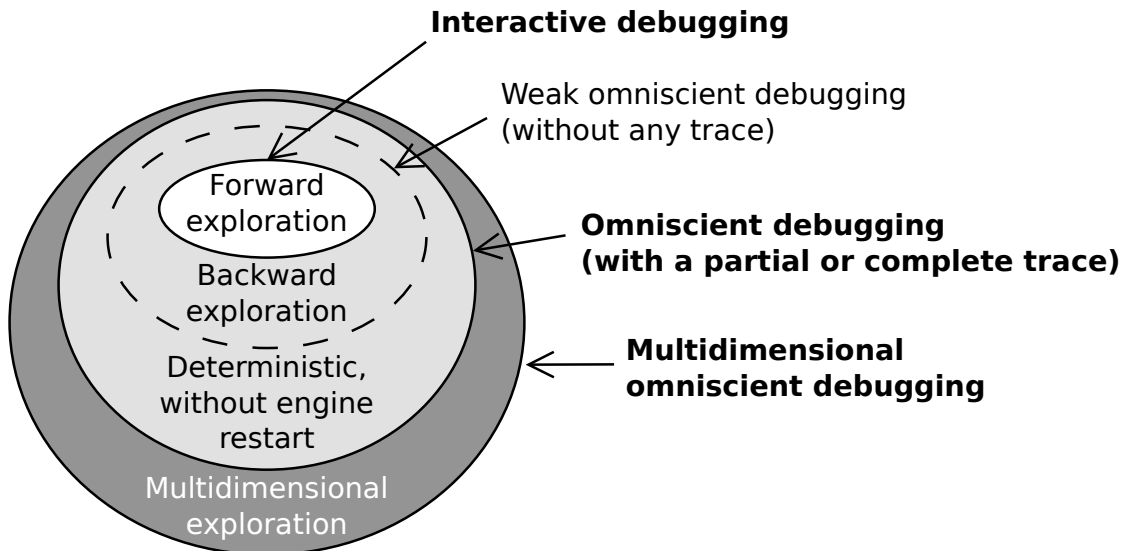 Interactive debugging
Weak omniscient debugging
(without any trace)
Forward
exploration
Omniscient debugging
(with a partial or complete trace)
Backward
exploration
Multidimensional
omniscient debugging
Deterministic,
without engine
restart
Multidimensional
exploration